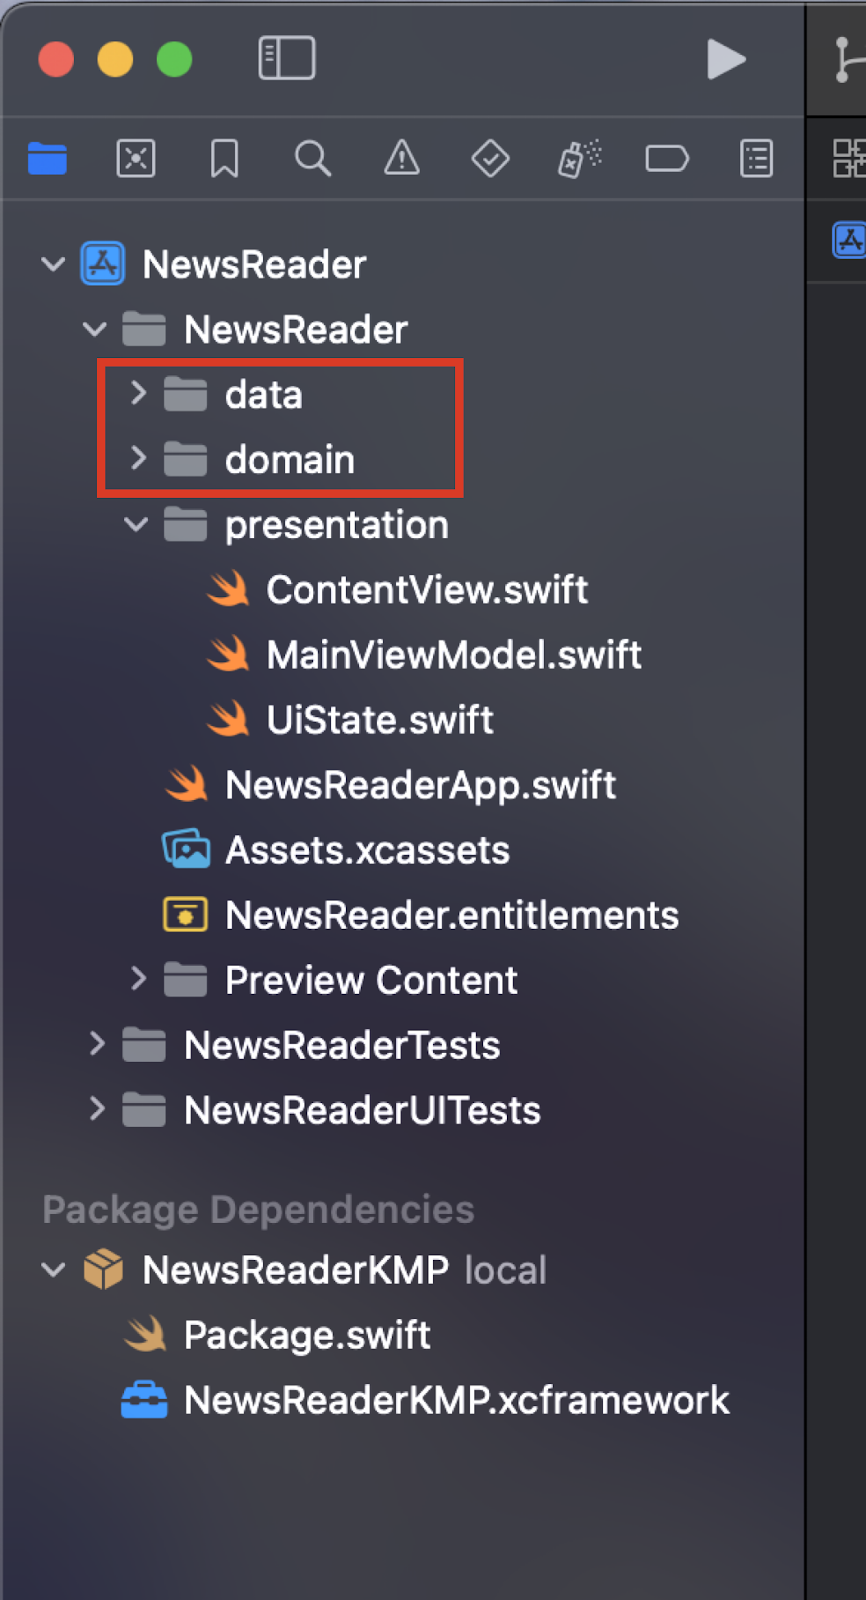 NewsReader
NewsReader
data
domain
presentation
ContentView.swift
MainViewModel.swift
UiState.swift
NewsReaderApp.swift
Assets.xcassets
NewsReader.entitlements
Preview Content
NewsReaderTests
NewsReaderUITests
Package Dependencies
NewsReaderKMP local
Package.swift
NewsReaderKMP.xcframework